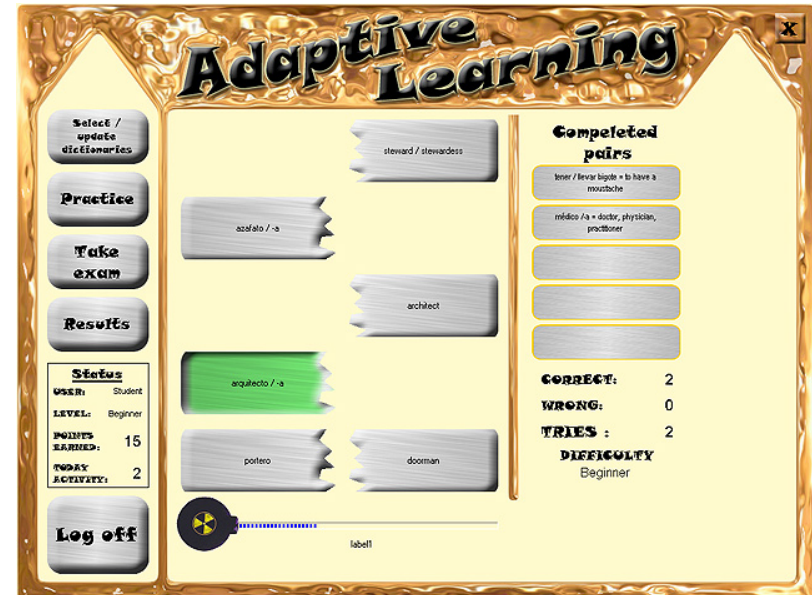 Adaptive
Learning
X
Select /
update
dictionaries
Practice
Take
exam
Results
Status
USER: Student
LEVEL: Beginner
POINTS
EARNED: 15
TODAY
ACTIVITY: 2
Log off
steward / stewardess
azafato / -a
architect
arquitecto / -a
portero
doorman
label1
Compeleted
pairs
tener / llevar bigote = to have a
moustache
médico /-a = doctor, physician,
practitioner
CORRECT: 2
WRONG: 0
TRIES : 2
DIFFICULTY
Beginner